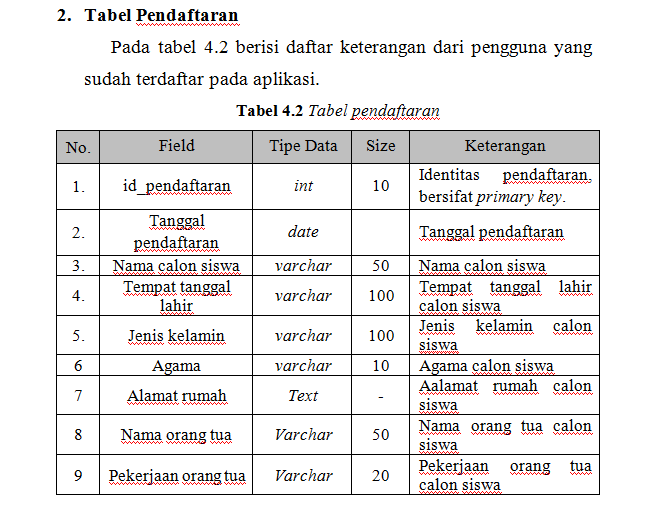 2. Tabel Pendaftaran
Pada tabel 4.2 berisi daftar keterangan dari pengguna yang
sudah terdaftar pada aplikasi.
Tabel 4.2 Tabel pendaftaran
No. Field Tipe Data Size Keterangan
1. id_pendaftaran int 10 Identitas pendaftaran,
bersifat primary key.
2. Tanggal
pendaftaran date Tanggal pendaftaran
3. Nama calon siswa varchar 50 Nama calon siswa
4. Tempat tanggal
lahir varchar 100 Tempat tanggal lahir
calon siswa
5. Jenis kelamin varchar 100 Jenis kelamin calon
siswa
6 Agama varchar 10 Agama calon siswa
7 Alamat rumah Text - Aalamat rumah calon
siswa
8 Nama orang tua Varchar 50 Nama orang tua calon
siswa
9 Pekerjaan orang tua Varchar 20 Pekerjaan orang tua
calon siswa